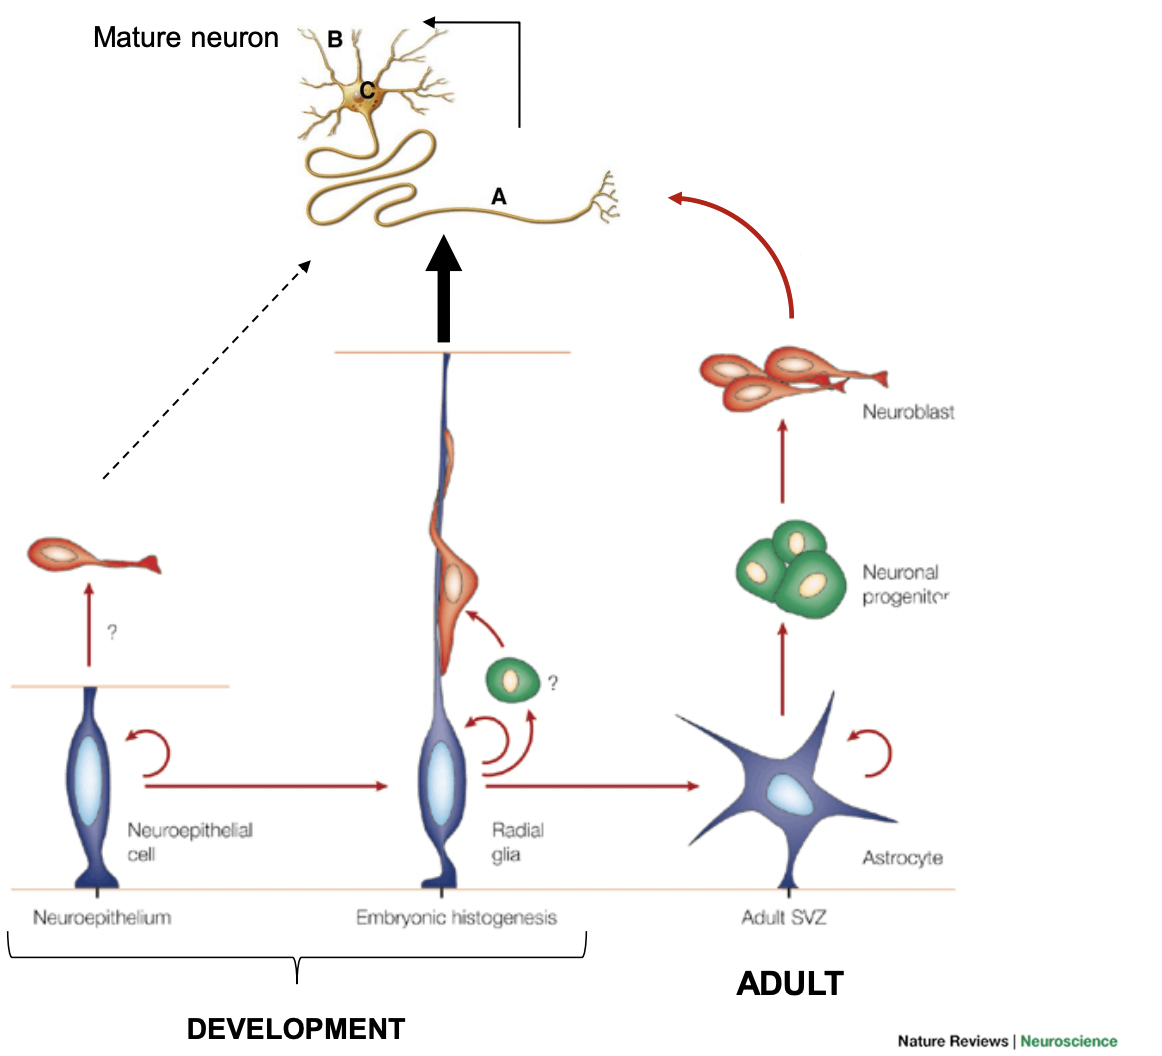 Mature neuron
B
C
A
Neuroblast
Neuronal
progenitor
?
?
Neuroepithelial
cell
Radial
glia
Astrocyte
Neuroepithelium
Embryonic histogenesis
Adult SVZ
ADULT
DEVELOPMENT
Nature Reviews | Neuroscience